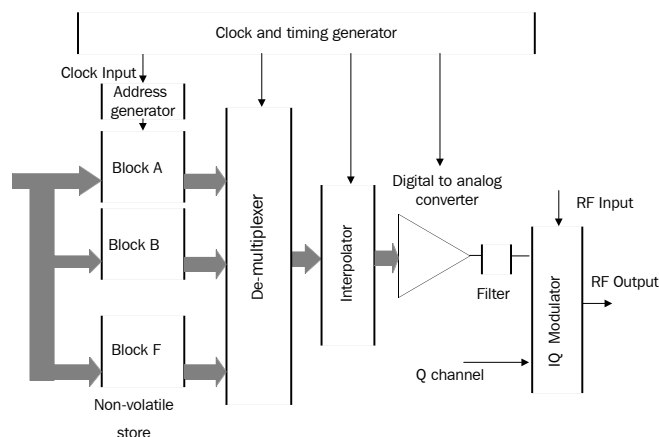 Clock and timing generator
Clock Input
Address
generator
Block A
Block B
Block F
Non-volatile
store
De-multiplexer
Interpolator
Digital to analog
converter
Filter
RF Input
IQ Modulator
RF Output
Q channel